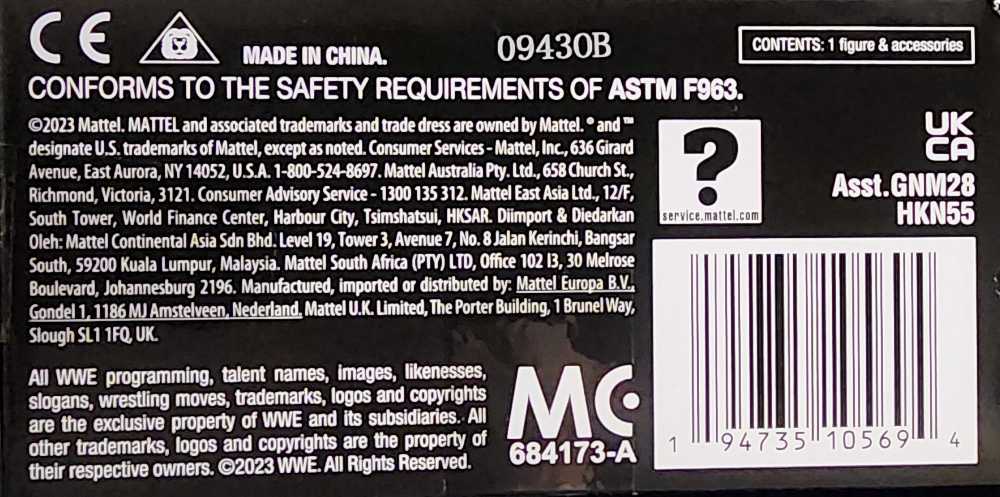 CE
MADE IN CHINA.
09430B
CONTENTS: 1 figure & accessories
CONFORMS TO THE SAFETY REQUIREMENTS OF ASTM F963.
©2023 Mattel. MATTEL and associated trademarks and trade dress are owned by Mattel. ® and ™
designate U.S. trademarks of Mattel, except as noted. Consumer Services - Mattel, Inc., 636 Girard
Avenue, East Aurora, NY 14052, U.S.A. 1-800-524-8697. Mattel Australia Pty. Ltd., 658 Church St.,
Richmond, Victoria, 3121. Consumer Advisory Service - 1300 135 312. Mattel East Asia Ltd., 12/F,
South Tower, World Finance Center, Harbour City, Tsimshatsui, HKSAR. Diimport & Diedarkan
Oleh: Mattel Continental Asia Sdn Bhd. Level 19, Tower 3, Avenue 7, No. 8 Jalan Kerinchi, Bangsar
South, 59200 Kuala Lumpur, Malaysia. Mattel South Africa (PTY) LTD, Office 102 I3, 30 Melrose
Boulevard, Johannesburg 2196. Manufactured, imported or distributed by: Mattel Europa B.V.,
Gondel 1, 1186 MJ Amstelveen, Nederland. Mattel U.K. Limited, The Porter Building, 1 Brunel Way,
Slough SL1 1FQ, UK.
?
service.mattel.com
UK
CA
Asst.GNM28
HKN55
All WWE programming, talent names, images, likenesses,
slogans, wrestling moves, trademarks, logos and copyrights
are the exclusive property of WWE and its subsidiaries. All
other trademarks, logos and copyrights are the property of
their respective owners. ©2023 WWE. All Rights Reserved.
MC
684173-A
1 94735 10569 4